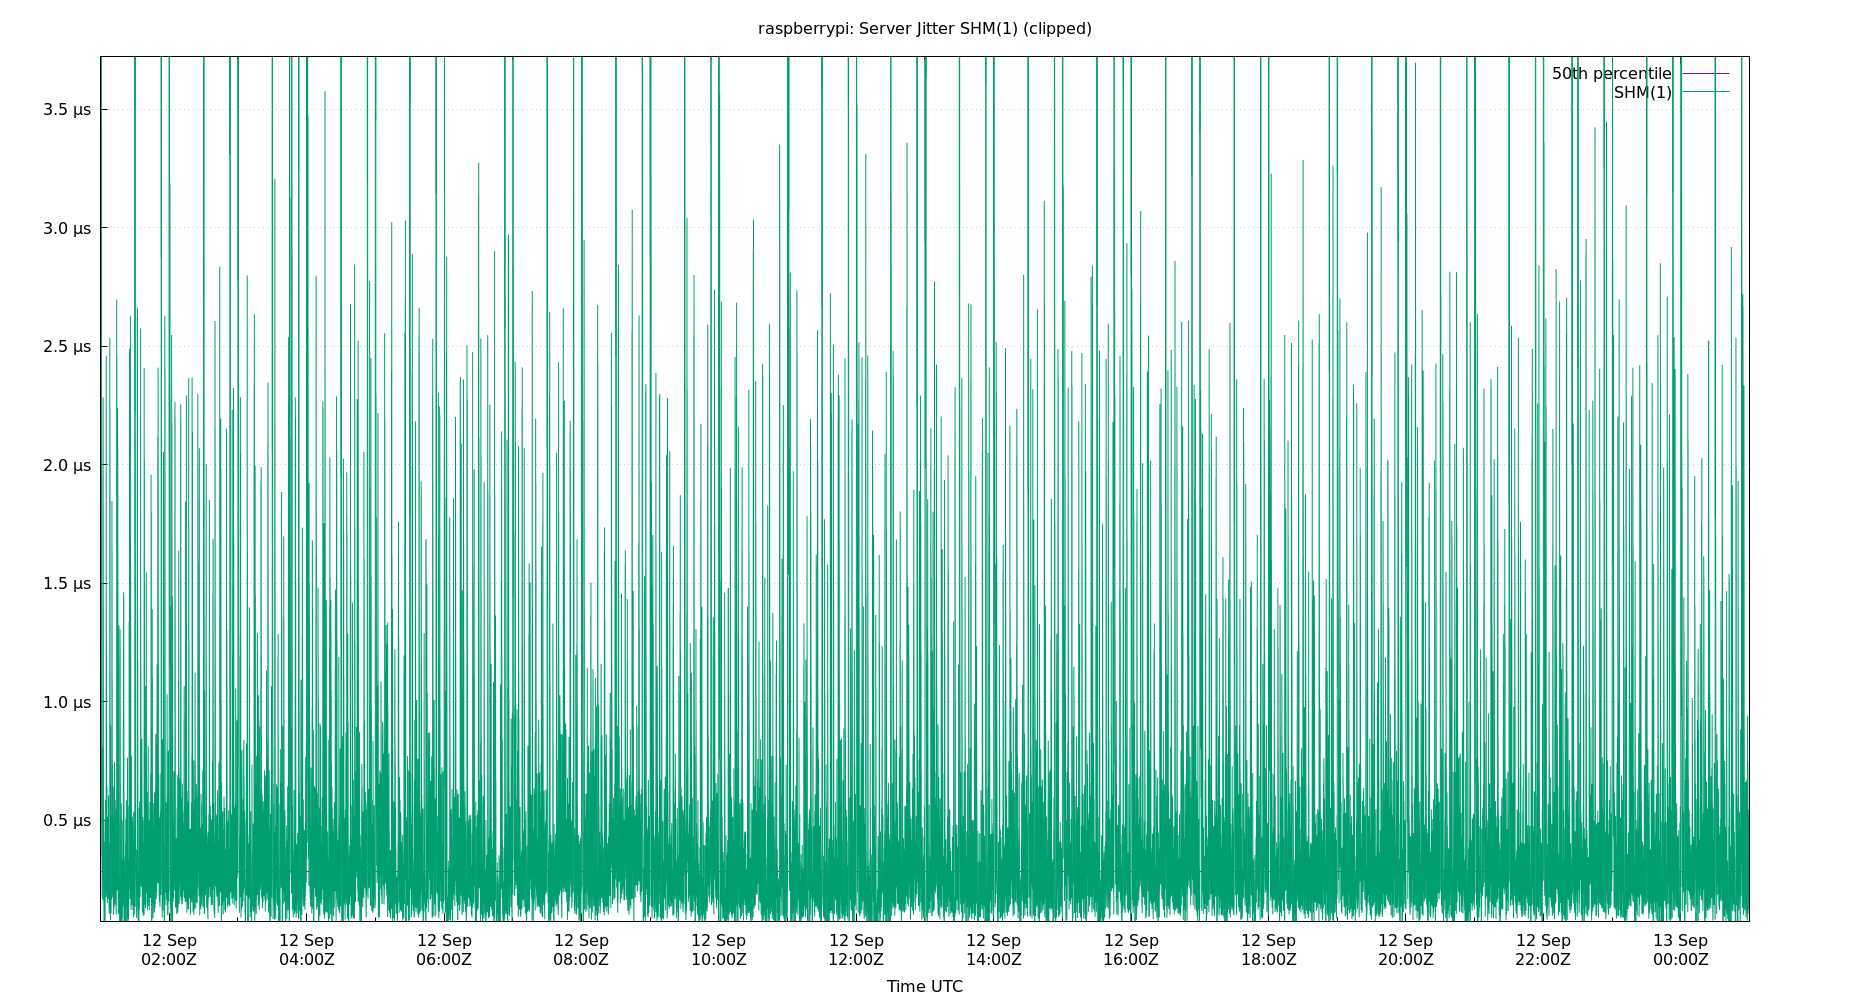 raspberrypi: Server Jitter SHM(1) (clipped)
50th percentile
SHM(1)
3.5 µs
3.0 µs
2.5 µs
2.0 µs
1.5 µs
1.0 µs
0.5 µs
12 Sep 12 Sep 12 Sep 12 Sep 12 Sep 12 Sep 12 Sep 12 Sep 12 Sep 12 Sep 12 Sep 13 Sep
02:00Z 04:00Z 06:00Z 08:00Z 10:00Z 12:00Z 14:00Z 16:00Z 18:00Z 20:00Z 22:00Z 00:00Z
Time UTC